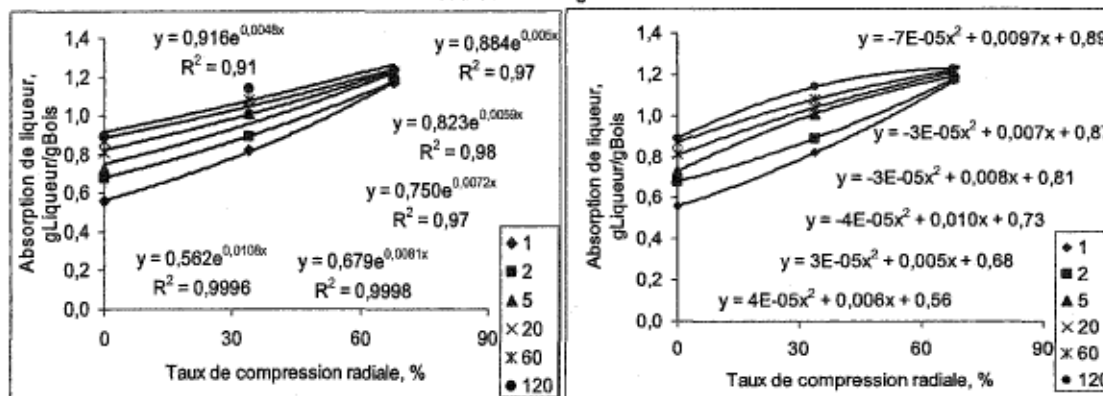 1,4
1,2
1,0
0,8
0,6
0,4
0,2
0,0
0
30
60
90
Absorption de liqueur,
gLiqueur/gBois
Taux de compression radiale, %
y = 0,916e^0,0048x
R² = 0,91
y = 0,884e^0,005x
R² = 0,97
y = 0,823e^0,0059x
R² = 0,98
y = 0,750e^0,0072x
R² = 0,97
y = 0,562e^0,0108x
R² = 0,9996
y = 0,679e^0,0081x
R² = 0,9998
1
2
5
20
60
120
1,4
1,2
1,0
0,8
0,6
0,4
0,2
0,0
0
30
60
90
Absorption de liqueur,
gLiqueur/gBois
Taux de compression radiale, %
y = -7E-05x² + 0,0097x + 0,89
y = -3E-05x² + 0,007x + 0,87
y = -3E-05x² + 0,008x + 0,81
y = -4E-05x² + 0,010x + 0,73
y = 3E-05x² + 0,005x + 0,68
y = 4E-05x² + 0,006x + 0,56
1
2
5
20
60
120